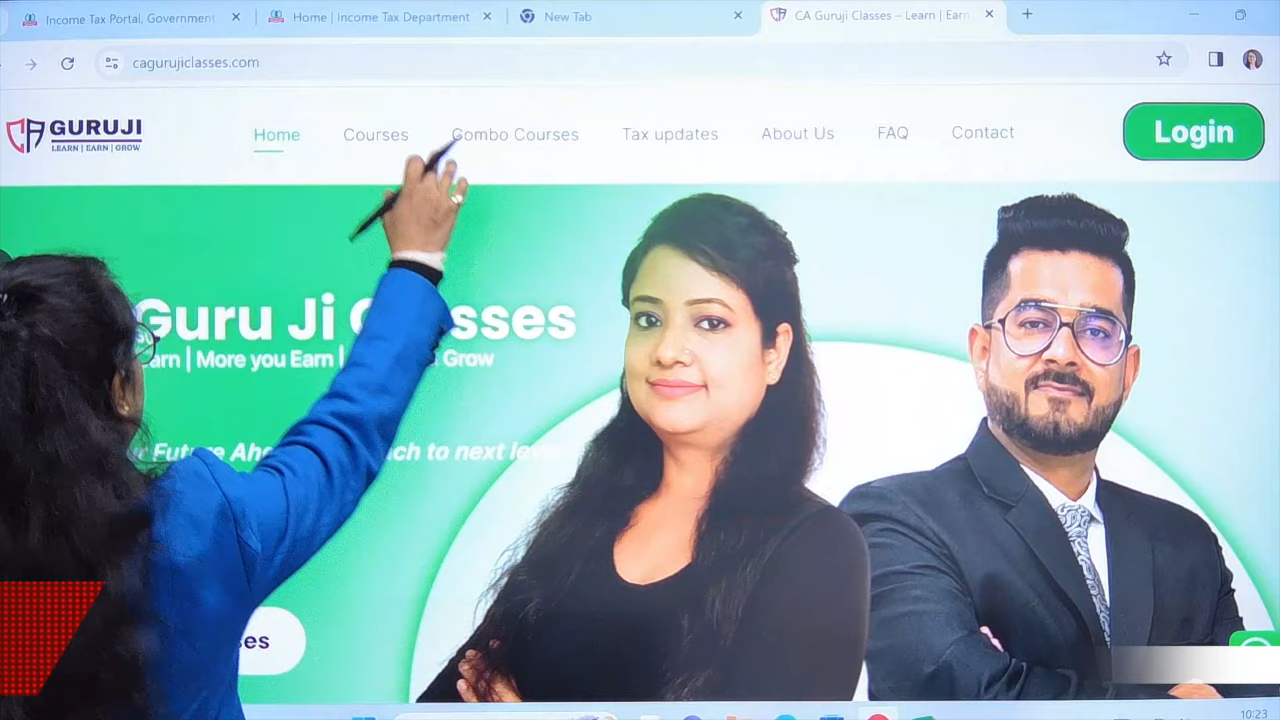 Income Tax Portal, Government
Home | Income Tax Department
New Tab
CA Guruji Classes – Learn | Earn
cagurujiclasses.com
CA GURUJI
LEARN | EARN | GROW
Home
Courses
Combo Courses
Tax updates
About Us
FAQ
Contact
Login
Guru Ji
sses
arn | More you Earn |
Grow
Future
ch to next
10:23